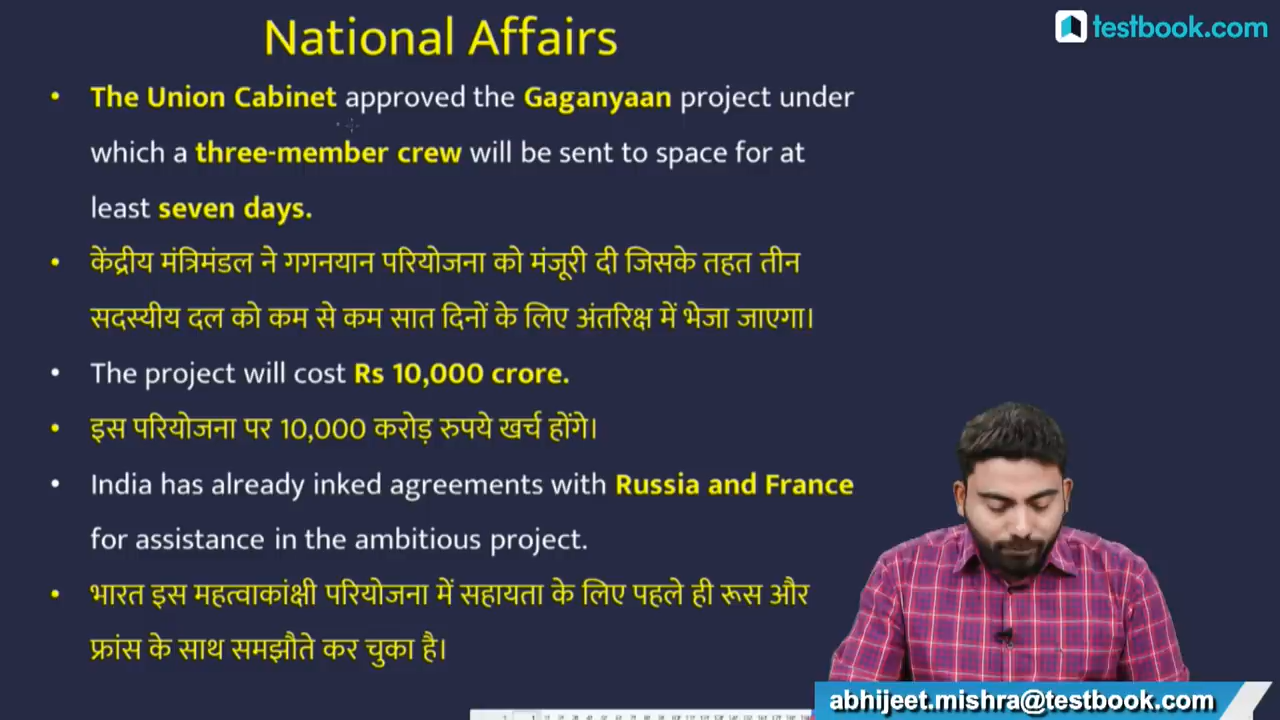 National Affairs
testbook.com
• The Union Cabinet approved the Gaganyaan project under
which a three-member crew will be sent to space for at
least seven days.
• केंद्रीय मंत्रिमंडल ने गगनयान परियोजना को मंजूरी दी जिसके तहत तीन
सदस्यीय दल को कम से कम सात दिनों के लिए अंतरिक्ष में भेजा जाएगा।
• The project will cost Rs 10,000 crore.
• इस परियोजना पर 10,000 करोड़ रुपये खर्च होंगे।
• India has already inked agreements with Russia and France
for assistance in the ambitious project.
• भारत इस महत्वाकांक्षी परियोजना में सहायता के लिए पहले ही रूस और
फ्रांस के साथ समझौते कर चुका है।
abhijeet.mishra@testbook.com